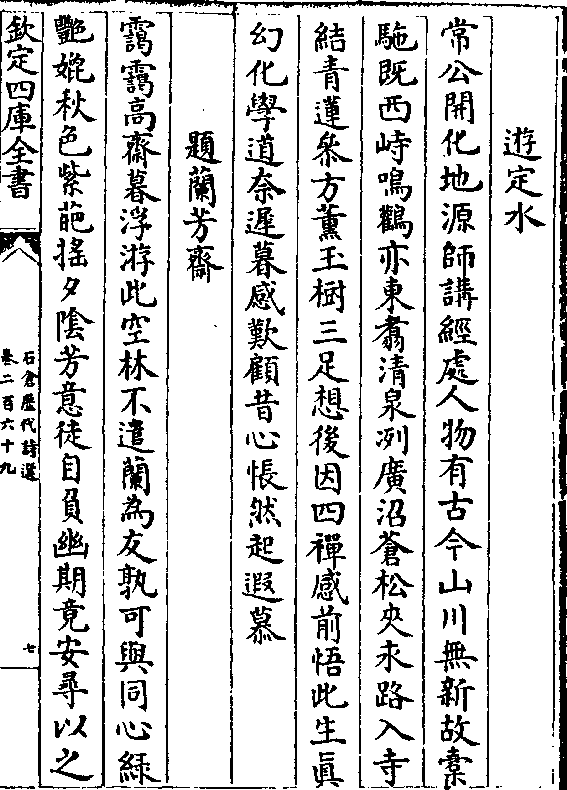 遊定水
常公開化地源師講經處人物有古今山川無新故橐
駞既西峙鳴鶴亦東翥清泉冽廣沼蒼松夾永路入寺
結青蓮衆方薰玉樹三足想後因四禪感前悟此生眞
幻化學道奈遲暮感歎顧昔心悵然起遐慕
題蘭芳齋
靄靄高齋暮浮游此空林不遣蘭為友孰可與同心緑
艷媲秋色紫葩搖夕陰芳意徒自負幽期竟安尋以之
欽定四庫全書
石倉歷代詩選
卷二百六十九
七